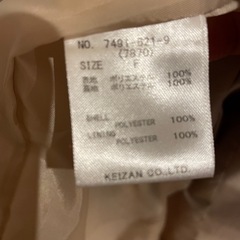 NO. 7491-521-9
(7870)
SIZE F
表地 ポリエステル 100%
裏地 ポリエステル 100%
SHELL
POLYESTER 100%
LINING
POLYESTER 100%
KEIZAN CO.,LTD.